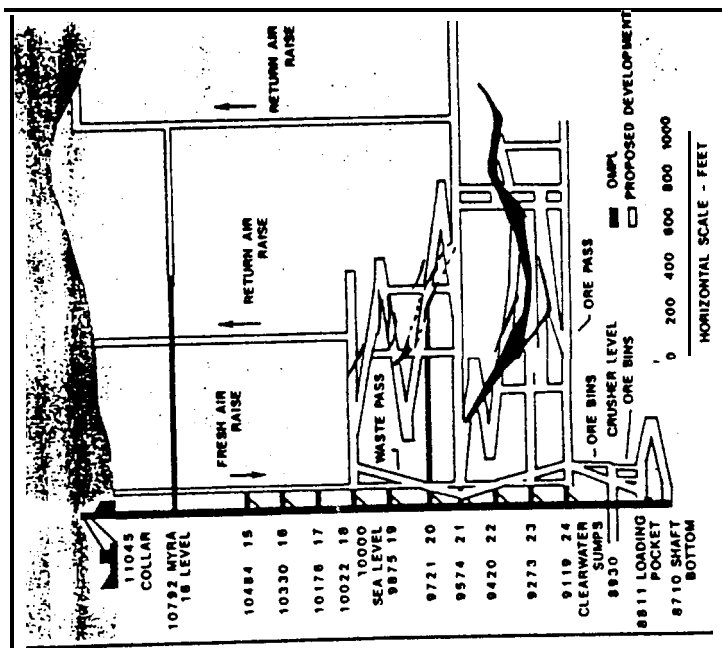 RETURN AIR
RAISE
RETURN AIR
RAISE
FRESH AIR
RAISE
WASTE PASS
11045
COLLAR
10792 MYRA
16 LEVEL
10484 15
10330 16
10176 17
10022 18
10000
SEA LEVEL
9875 19
9721 20
9574 21
9420 22
9273 23
9119 24
CLEARWATER
SUMPS
8930
8811 LOADING
POCKET
8710 SHAFT
BOTTOM
ORE PASS
ORE BINS
CRUSHER LEVEL
ORE BINS
OMPL
PROPOSED DEVELOPMENT
0 200 400 600 800 1000
HORIZONTAL SCALE - FEET